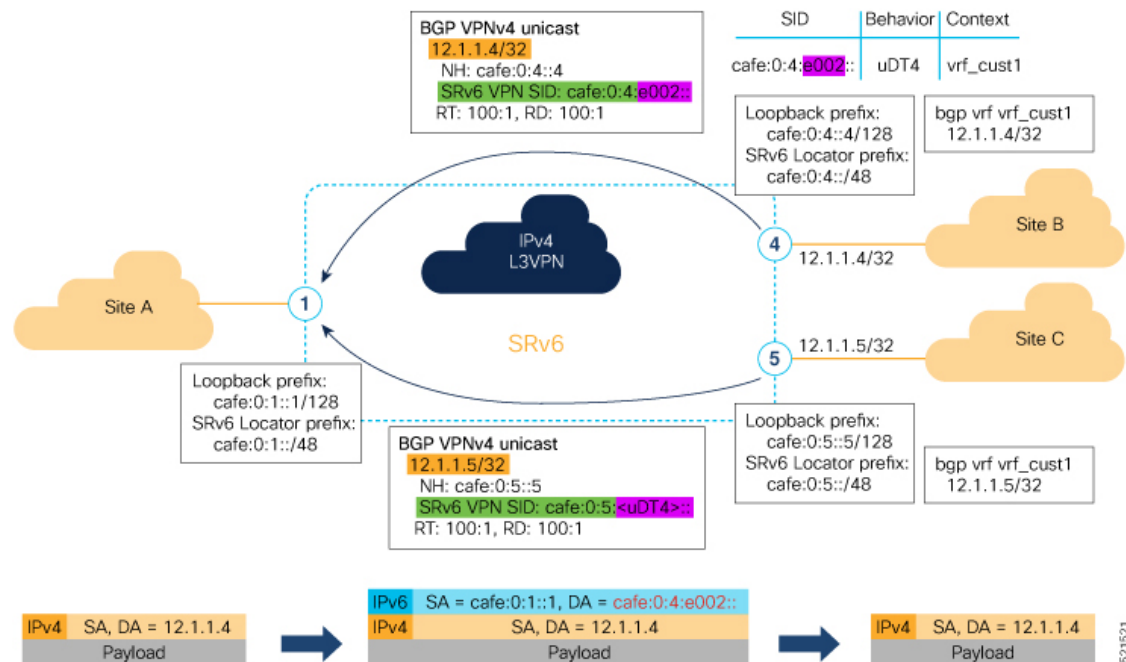 BGP VPNv4 unicast
12.1.1.4/32
NH: cafe:0:4::4
SRv6 VPN SID: cafe:0:4:e002::
RT: 100:1, RD: 100:1
SID Behavior Context
cafe:0:4:e002:: uDT4 vrf_cust1
Loopback prefix:
cafe:0:4::4/128
SRv6 Locator prefix:
cafe:0:4::/48
bgp vrf vrf_cust1
12.1.1.4/32
IPv4
L3VPN
4
12.1.1.4/32
Site B
Site A
1
SRv6
5
12.1.1.5/32
Site C
Loopback prefix:
cafe:0:1::1/128
SRv6 Locator prefix:
cafe:0:1::/48
BGP VPNv4 unicast
12.1.1.5/32
NH: cafe:0:5::5
SRv6 VPN SID: cafe:0:5:<uDT4>::
RT: 100:1, RD: 100:1
Loopback prefix:
cafe:0:5::5/128
SRv6 Locator prefix:
cafe:0:5::/48
bgp vrf vrf_cust1
12.1.1.5/32
IPv4 SA, DA = 12.1.1.4
Payload
IPv6 SA = cafe:0:1::1, DA = cafe:0:4:e002::
IPv4 SA, DA = 12.1.1.4
Payload
IPv4 SA, DA = 12.1.1.4
Payload
521521